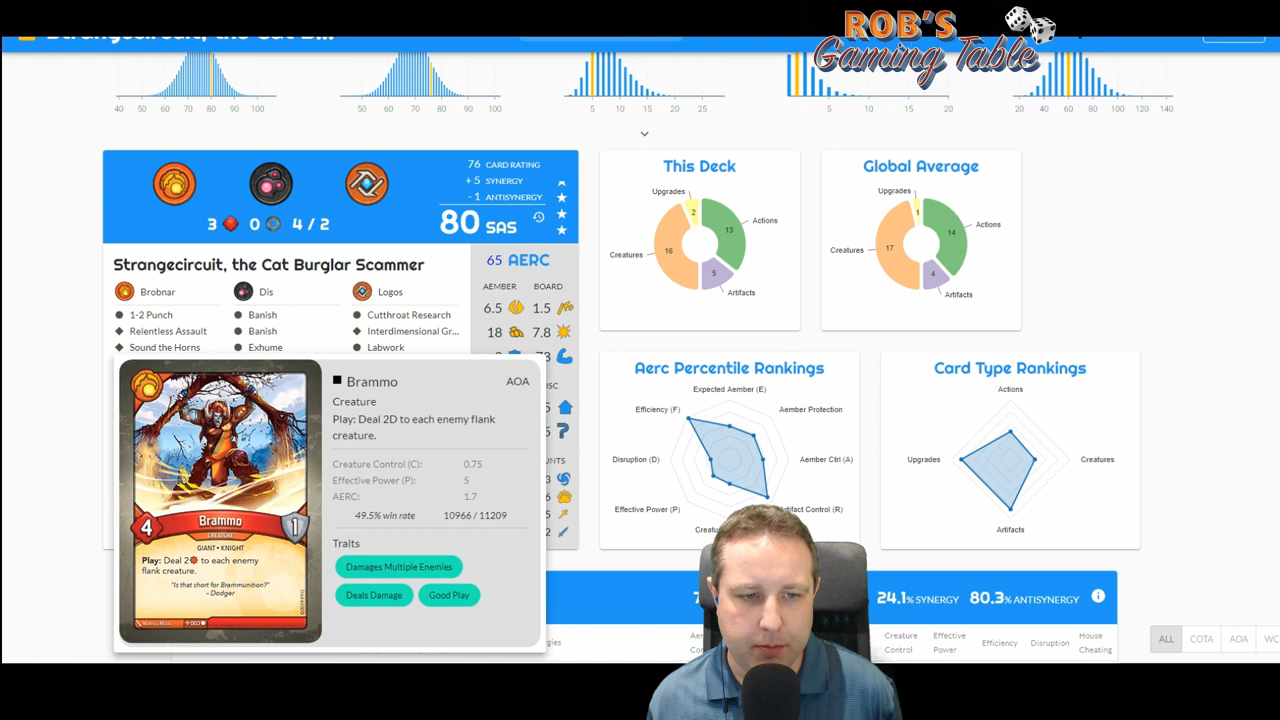 ROB'S
Gaming Table
40 50 60 70 80 90 100
50 60 70 80 90 100
5 10 15 20 25
5 10 15 20
20 40 60 80 100 120 140
76 CARD RATING
+ 5 SYNERGY
- 1 ANTISYNERGY
80 SAS
3 0 4 / 2
Strangecircuit, the Cat Burglar Scammer
65 AERC
Brobnar Dis Logos
AEMBER BOARD
1-2 Punch Banish Cutthroat Research
6.5 1.5
Relentless Assault Banish Interdimensional Gr...
18 7.8
Sound the Horns Exhume Labwork
This Deck
Upgrades
2
Actions
13
Creatures
16
5
Artifacts
Global Average
Upgrades
1
Actions
14
Creatures
17
4
Artifacts
Brammo AOA
Creature
Play: Deal 2D to each enemy flank
creature.
Creature Control (C): 0.75
Effective Power (P): 5
AERC: 1.7
49.5% win rate 10966 / 11209
Traits
Damages Multiple Enemies
Deals Damage Good Play
4
Brammo
1
CREATURE
GIANT • KNIGHT
Play: Deal 2 to each enemy
flank creature.
"Is that short for Brammunition?"
- Dodger
Aerc Percentile Rankings
Expected Aember (E)
Efficiency (F) Aember Protection
Disruption (D) Aember Ctrl (A)
Effective Power (P) Artifact Control (R)
Card Type Rankings
Actions
Upgrades Creatures
Artifacts
24.1% SYNERGY 80.3% ANTISYNERGY
Creature
Control
Effective
Power
Efficiency
Disruption
House
Cheating
ALL COTA AOA